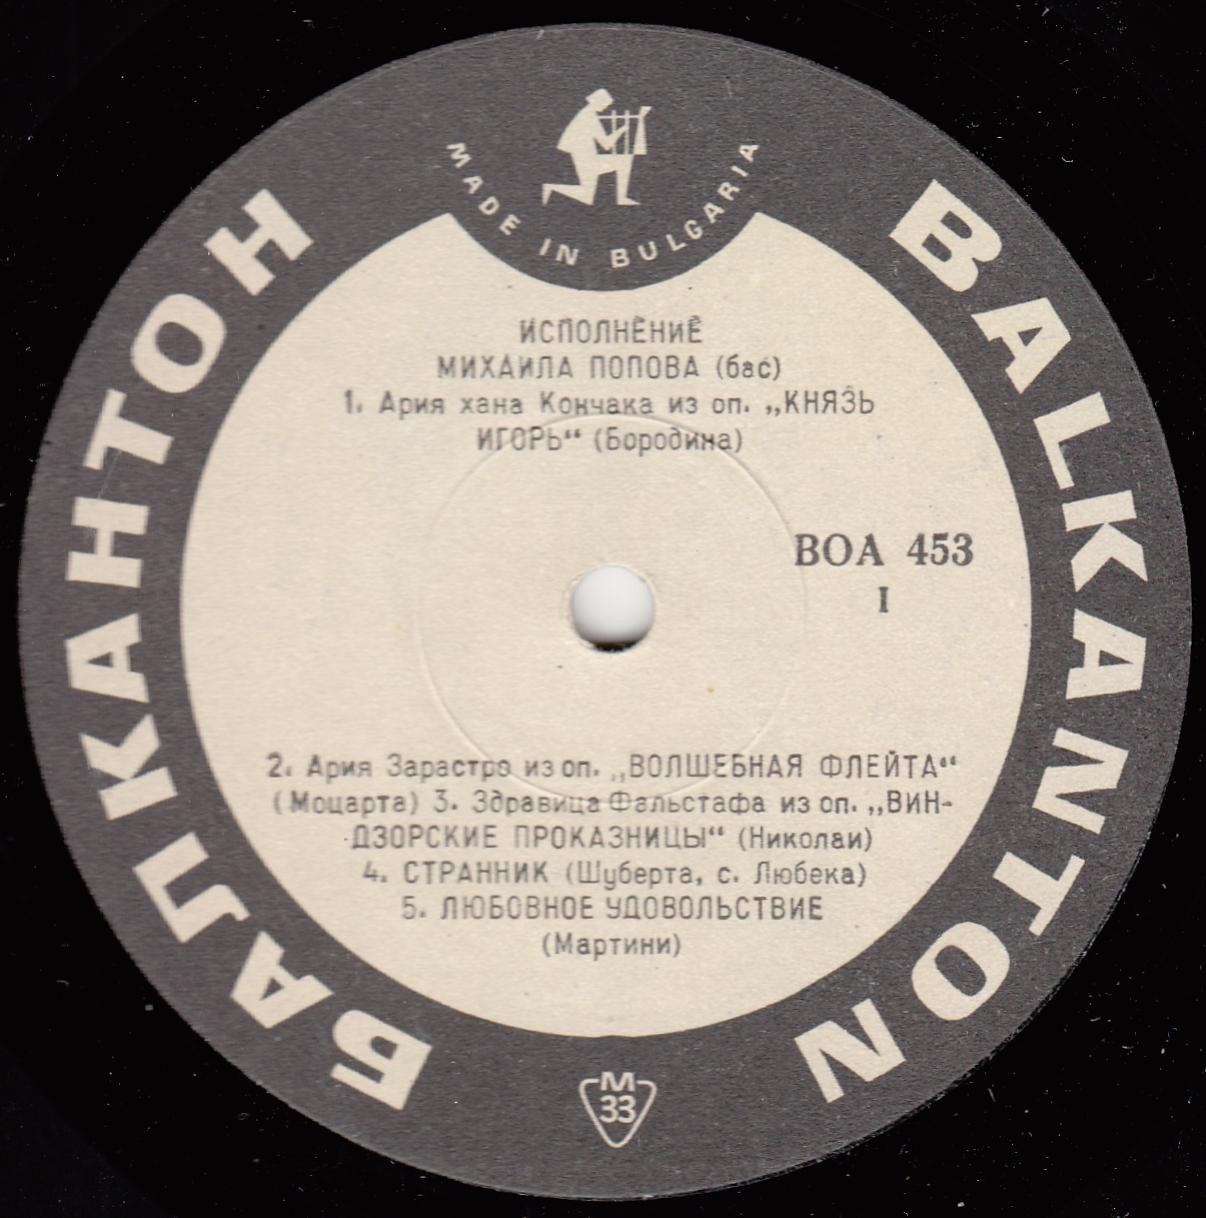 MADE IN BULGARIA
БАЛКАНТОН
BALKANTON
ИСПОЛНЕНИЕ
МИХАИЛА ПОПОВА (бас)
1. Ария хана Кончака из оп. „КНЯЗЬ
ИГОРЬ“ (Бородина)
ВОА 453
I
2. Ария Зарастро из оп. „ВОЛШЕБНАЯ ФЛЕЙТА“
(Моцарта) 3. Здравица Фальстафа из оп. „ВИН-
ДЗОРСКИЕ ПРОКАЗНИЦЫ“ (Николаи)
4. СТРАННИК (Шуберта, с. Любека)
5. ЛЮБОВНОЕ УДОВОЛЬСТВИЕ
(Мартини)
M
33